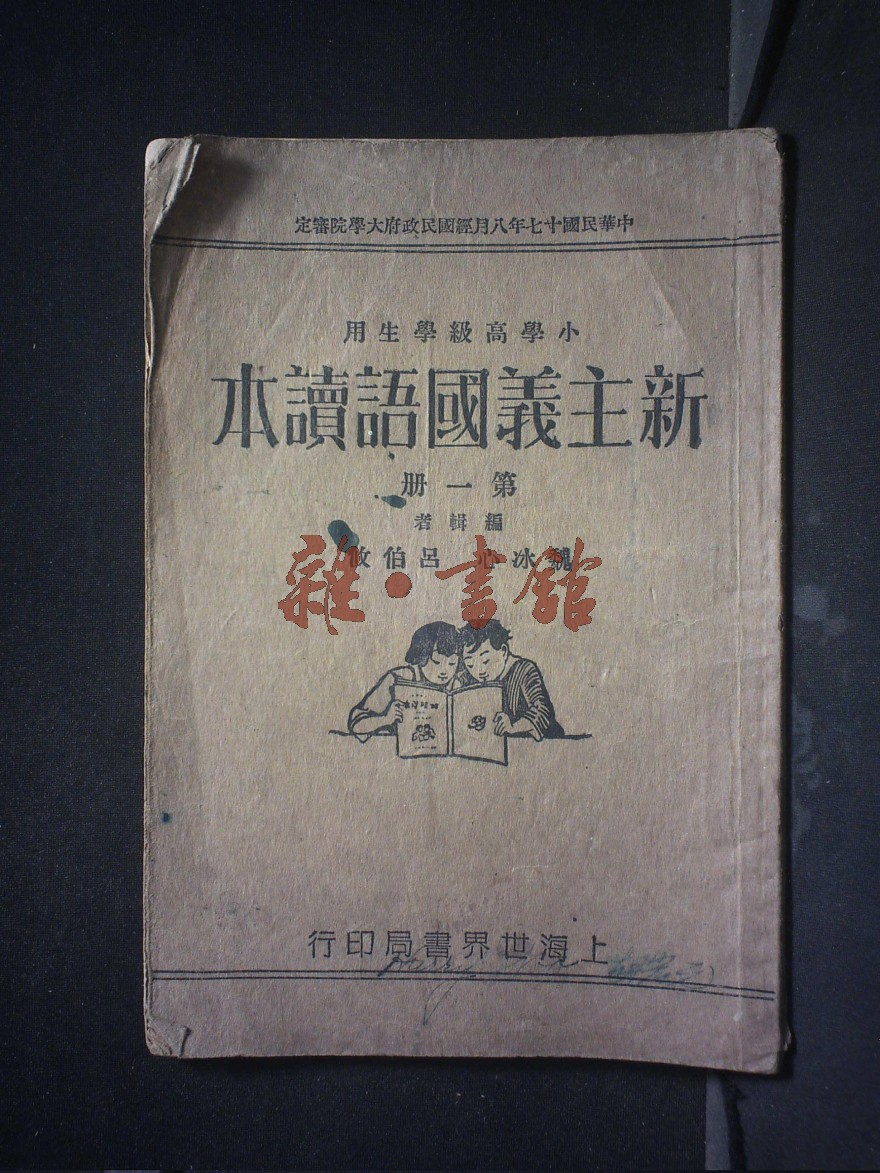 中華民國十七年八月經國民政府大學院審定
小學高級學生用
新主義國語讀本
第一册
編輯者
魏冰心 呂伯攸
雜·書館
上海世界書局印行